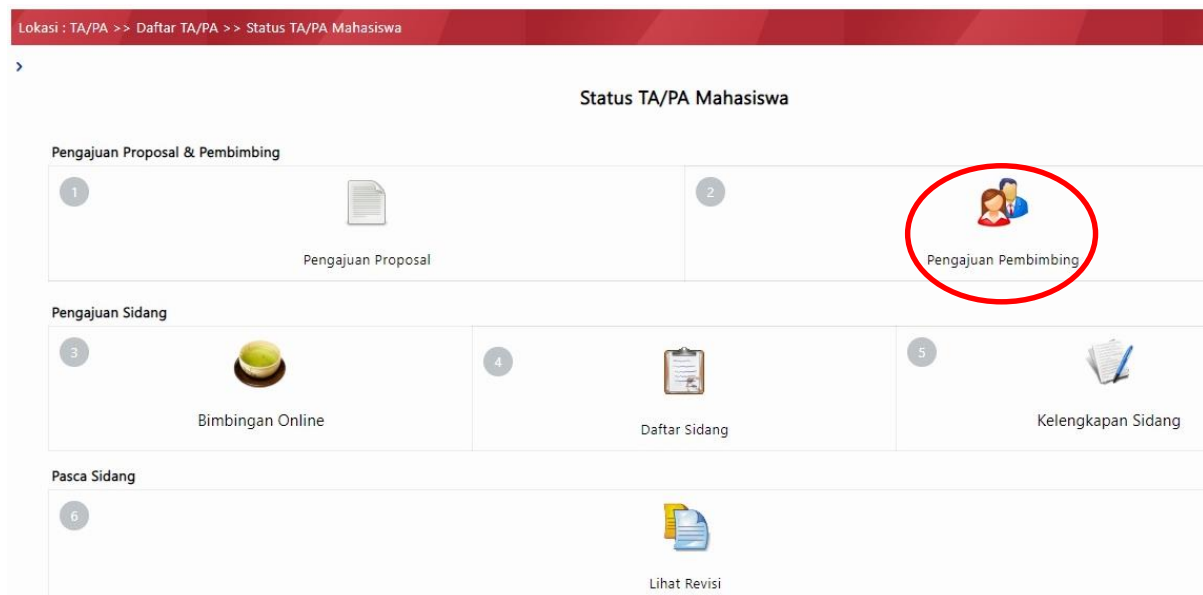 Lokasi : TA/PA >> Daftar TA/PA >> Status TA/PA Mahasiswa
>
Status TA/PA Mahasiswa
Pengajuan Proposal & Pembimbing
1
Pengajuan Proposal
2
Pengajuan Pembimbing
Pengajuan Sidang
3
Bimbingan Online
4
Daftar Sidang
5
Kelengkapan Sidang
Pasca Sidang
6
Lihat Revisi